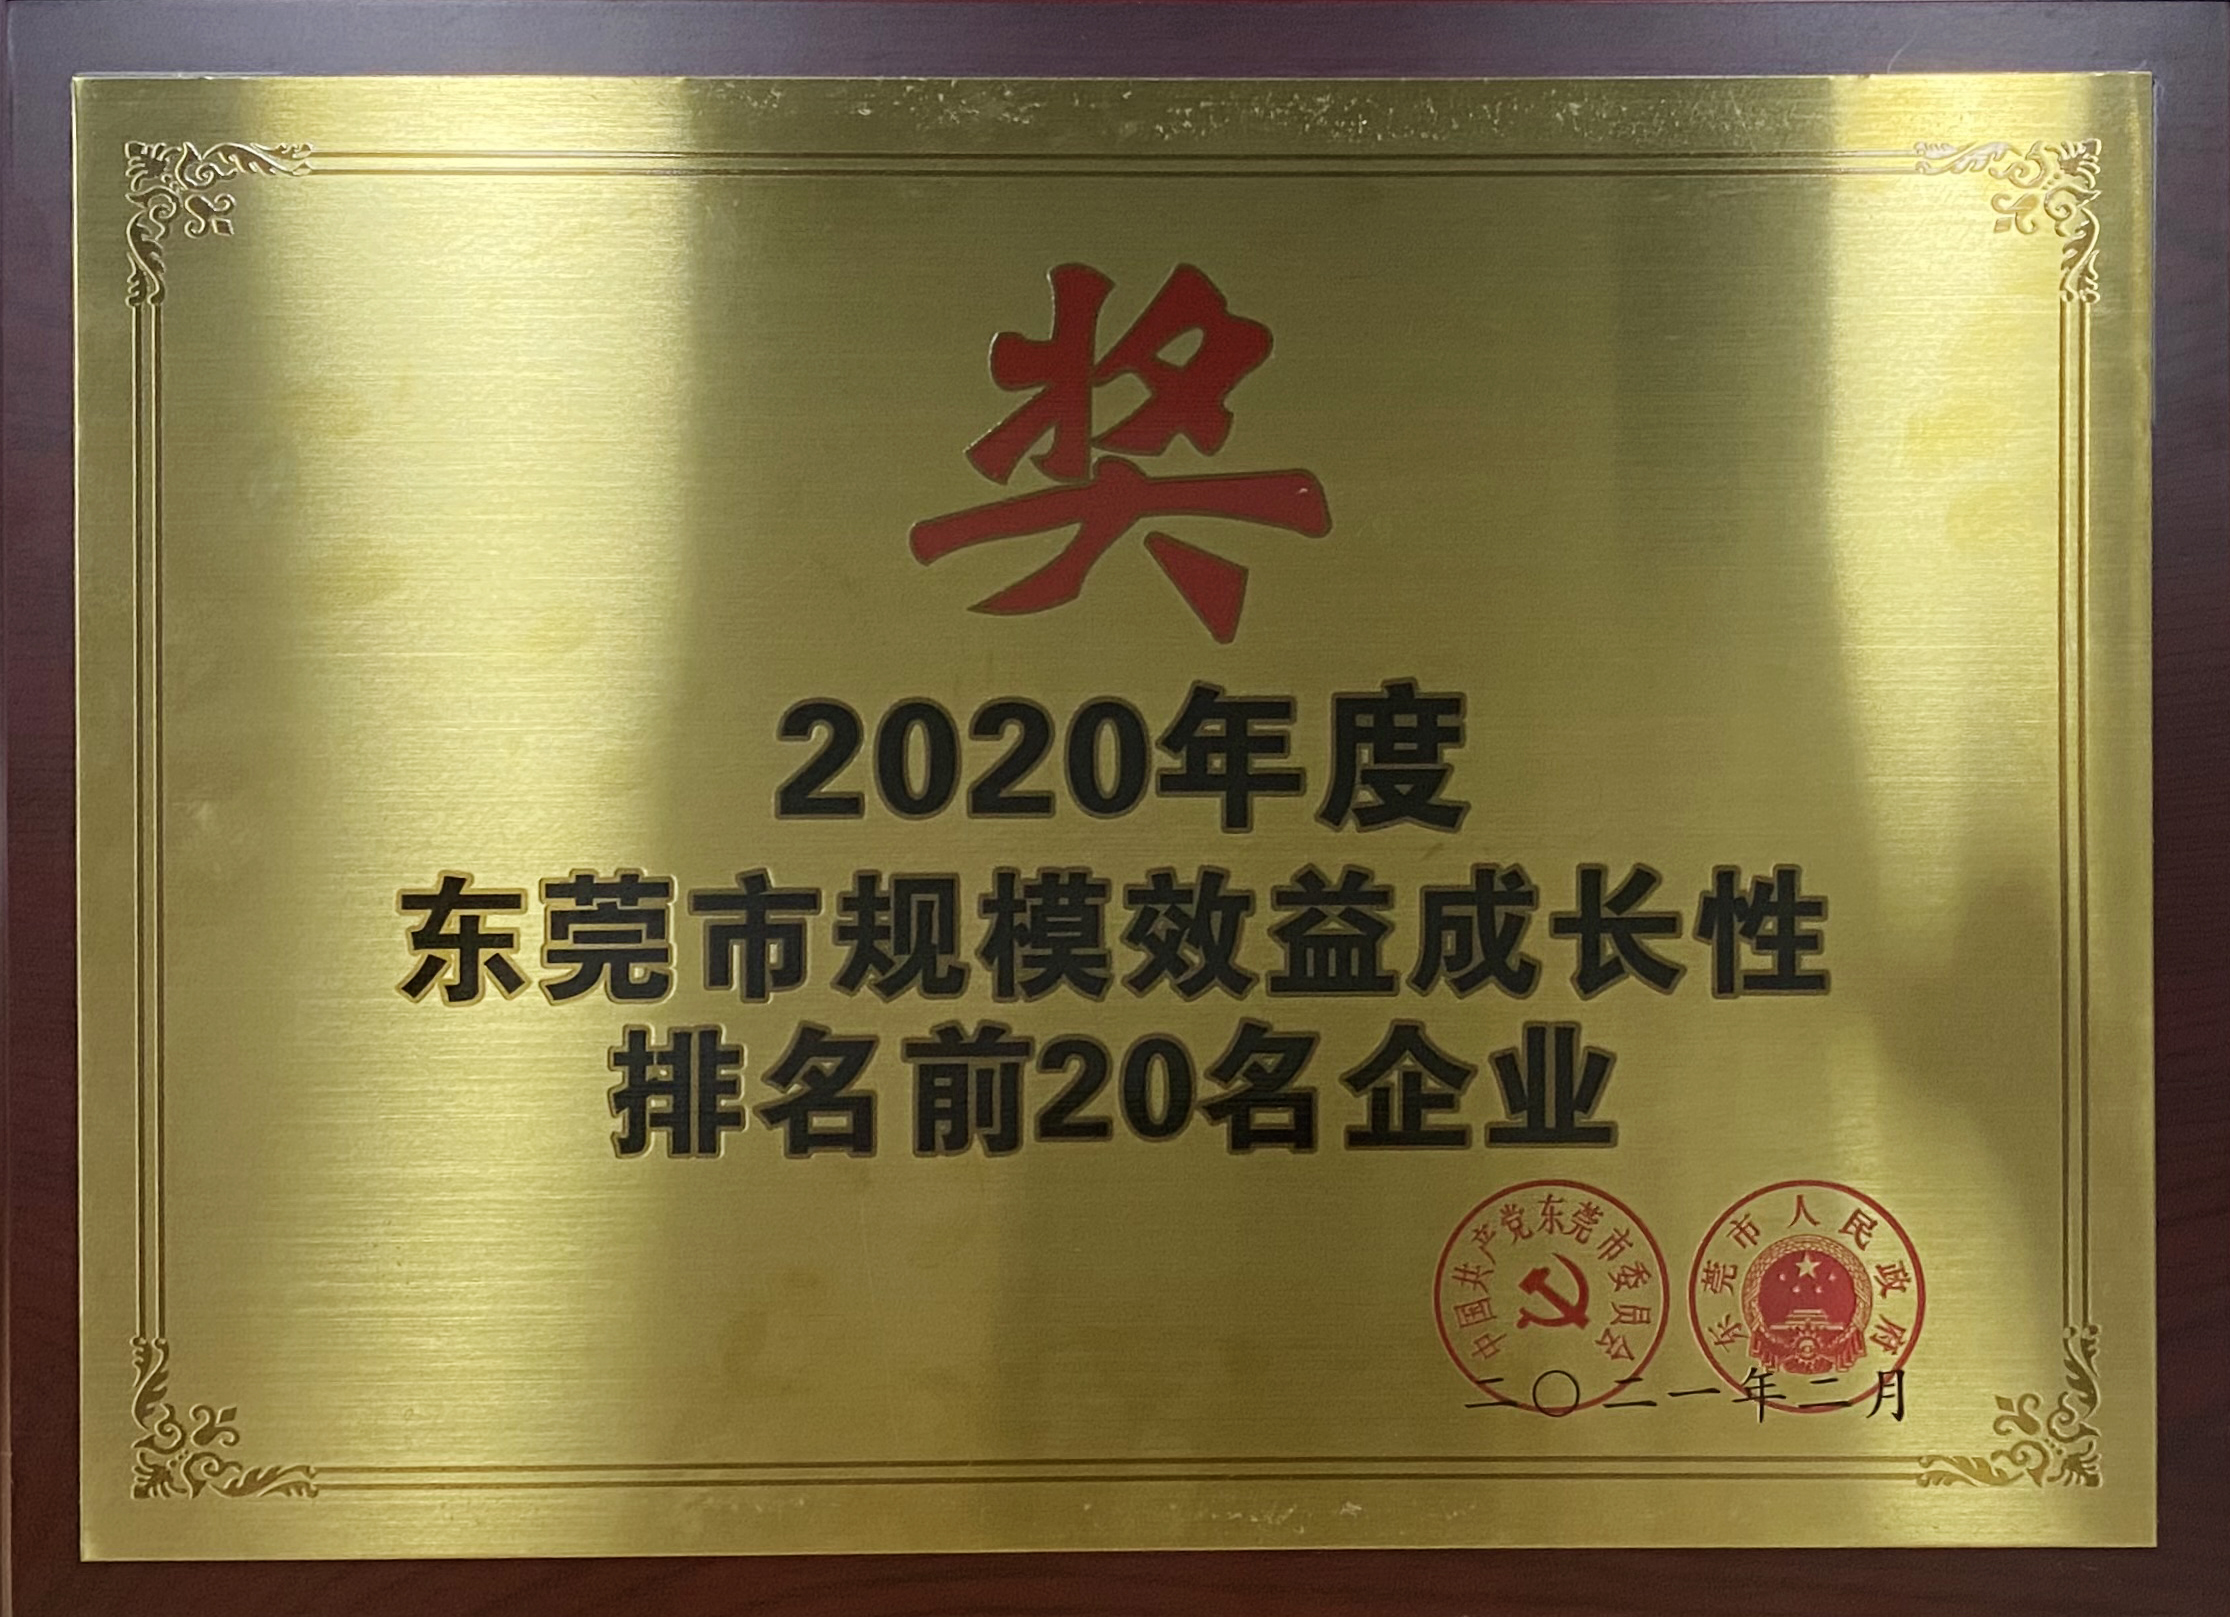 奖
2020年度
东莞市规模效益成长性
排名前20名企业
中国共产党东莞市委员会
东莞市人民政府
二〇二一年二月